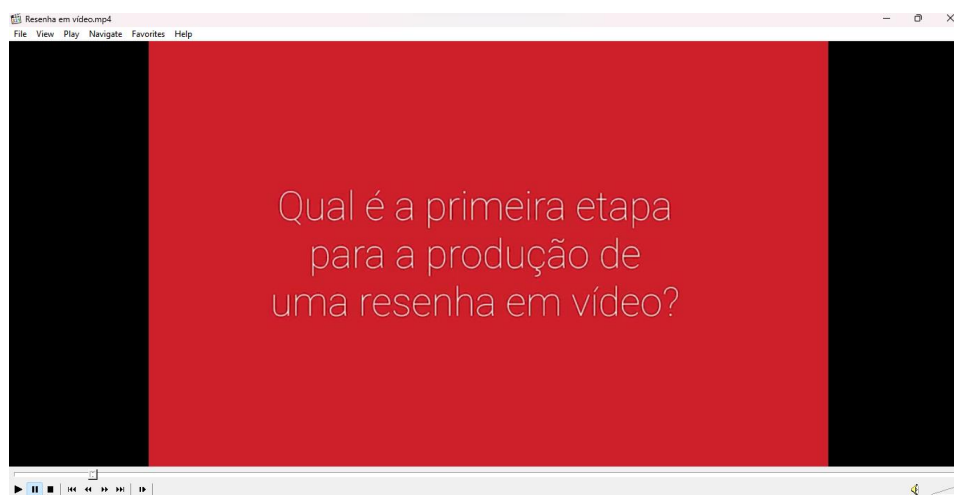 Resenha em vídeo.mp4
File View Play Navigate Favorites Help
Qual é a primeira etapa
para a produção de
uma resenha em vídeo?